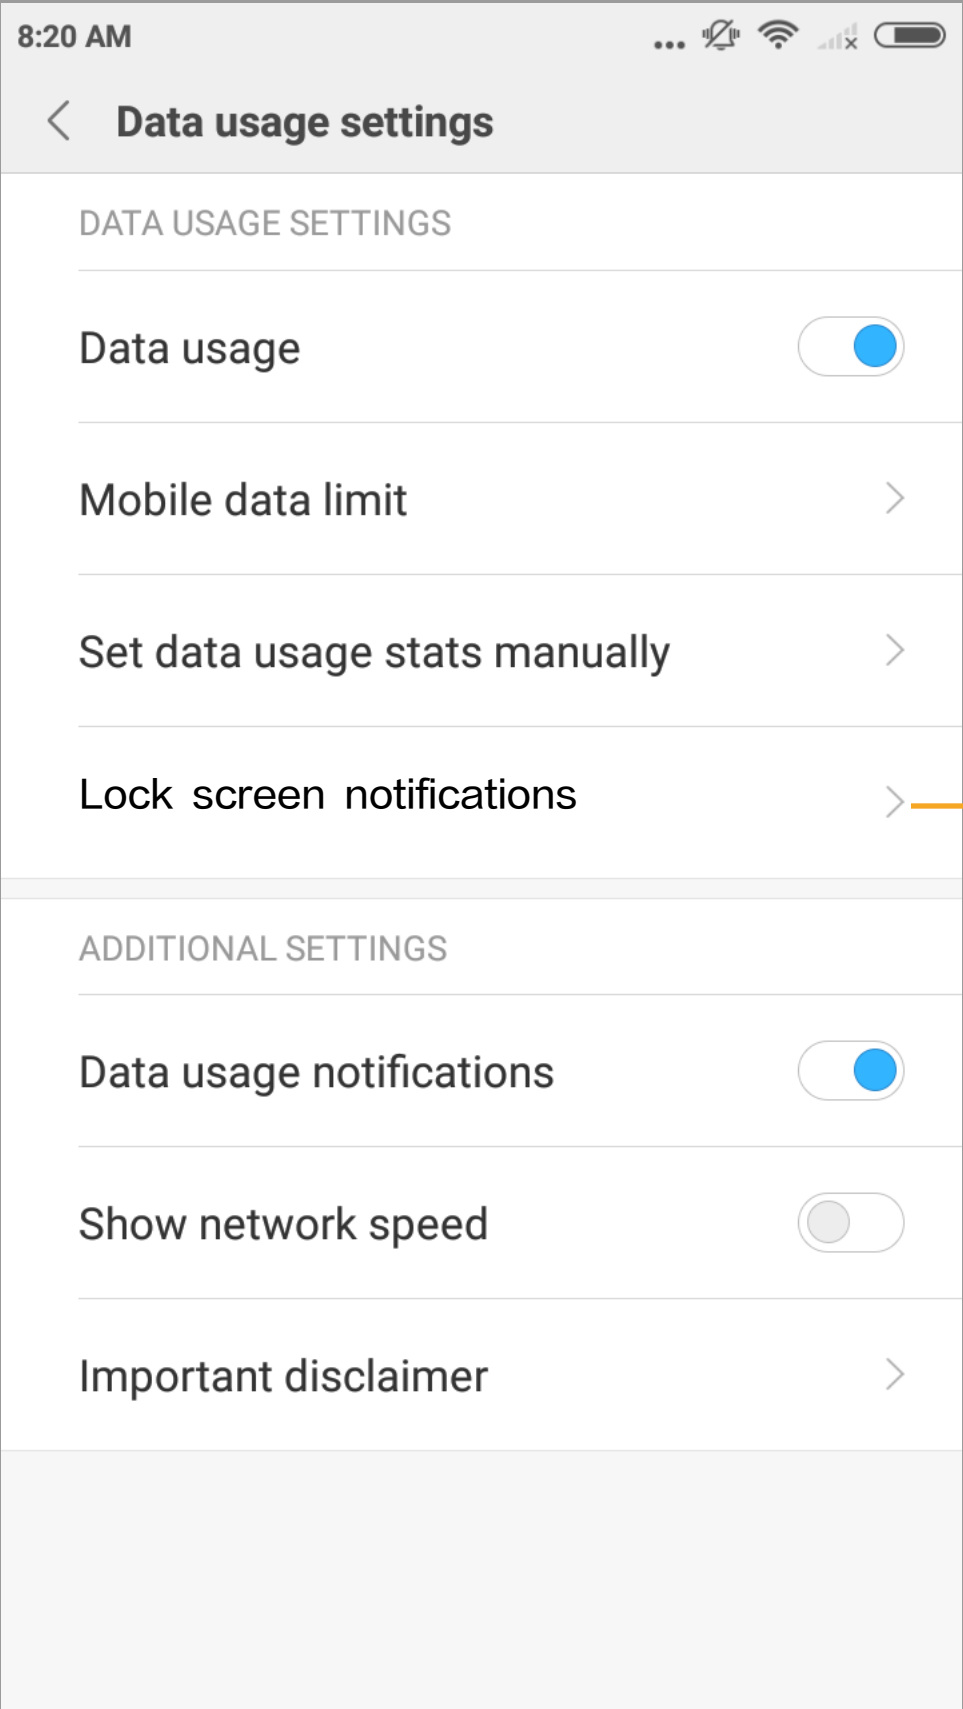 8:20 AM
Data usage settings
DATA USAGE SETTINGS
Data usage
Mobile data limit
Set data usage stats manually
Lock screen notifications
ADDITIONAL SETTINGS
Data usage notifications
Show network speed
Important disclaimer